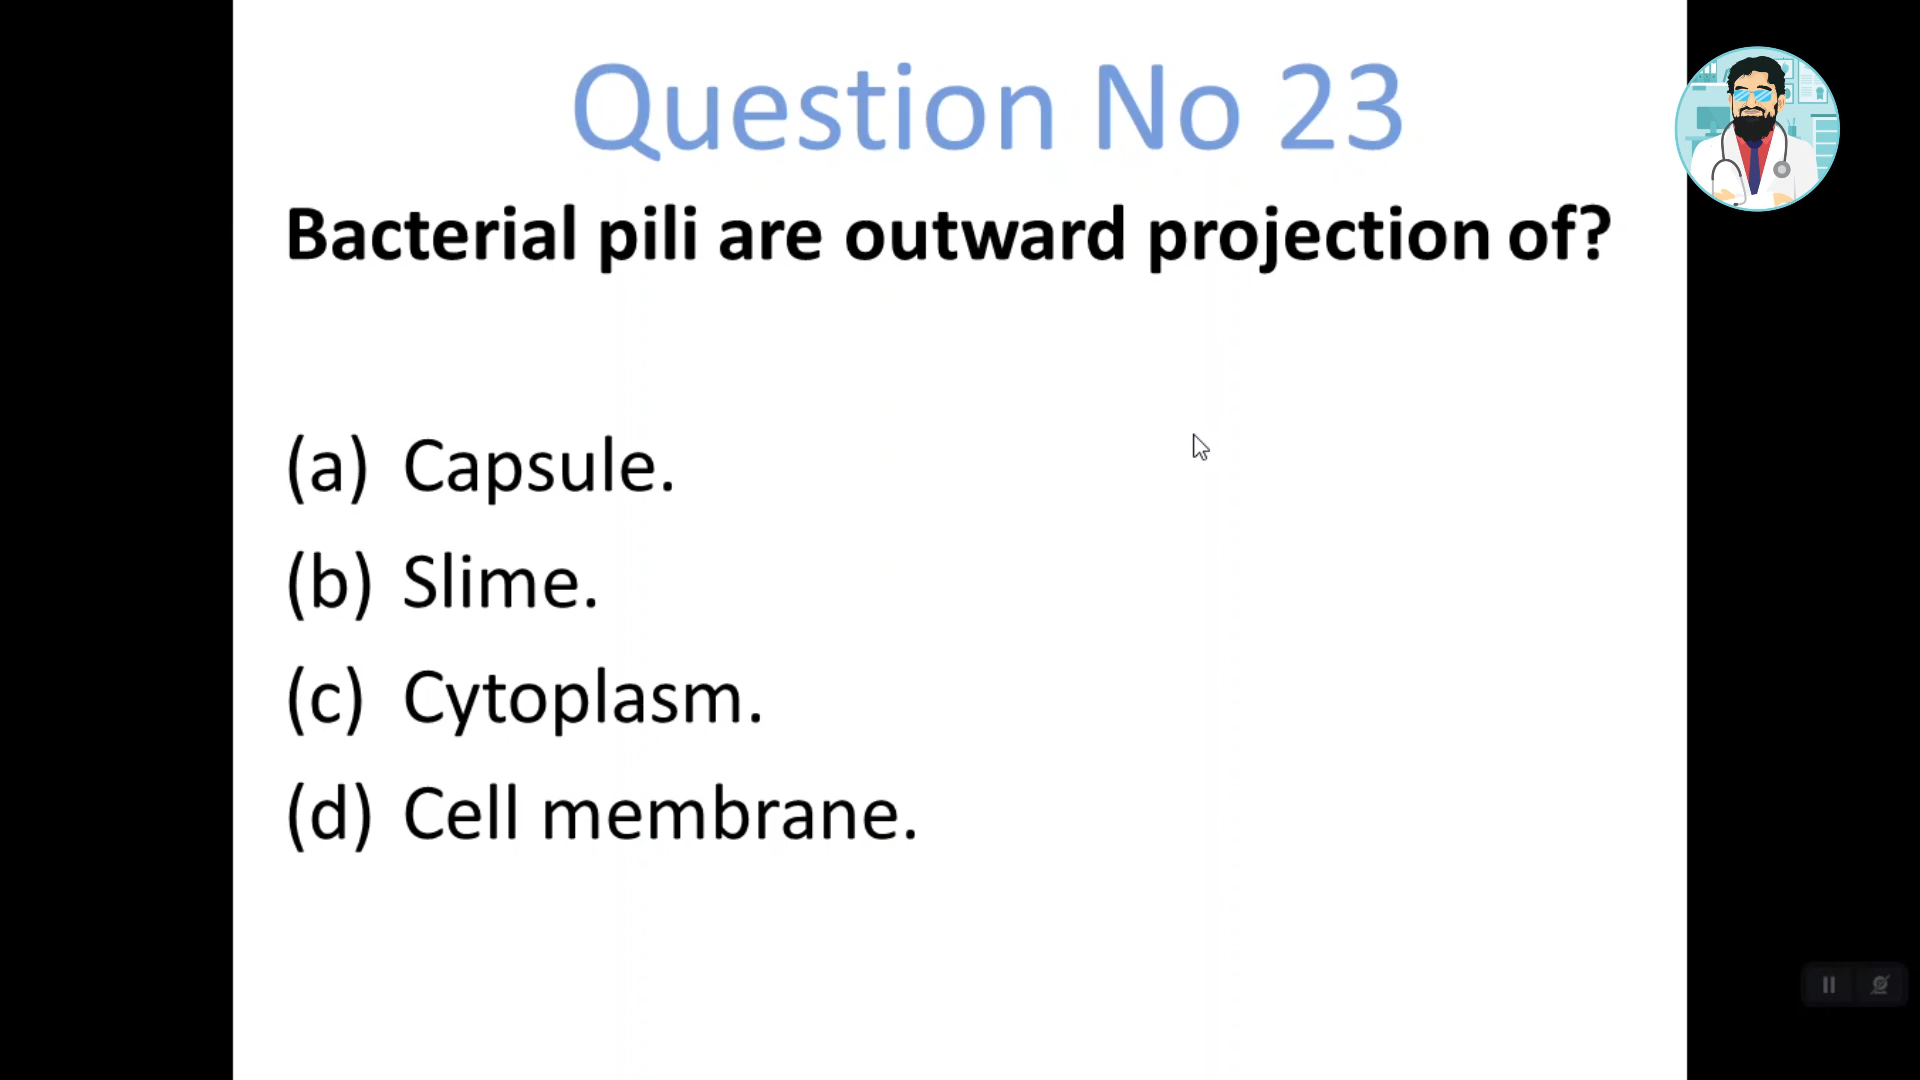 Question No 23
Bacterial pili are outward projection of?
(a) Capsule.
(b) Slime.
(c) Cytoplasm.
(d) Cell membrane.